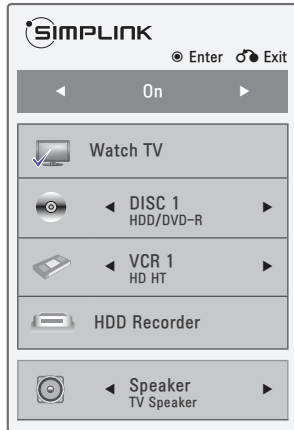 SIMPLINK
Enter Exit
On
Watch TV
DISC 1
HDD/DVD-R
VCR 1
HD HT
HDD Recorder
Speaker
TV Speaker